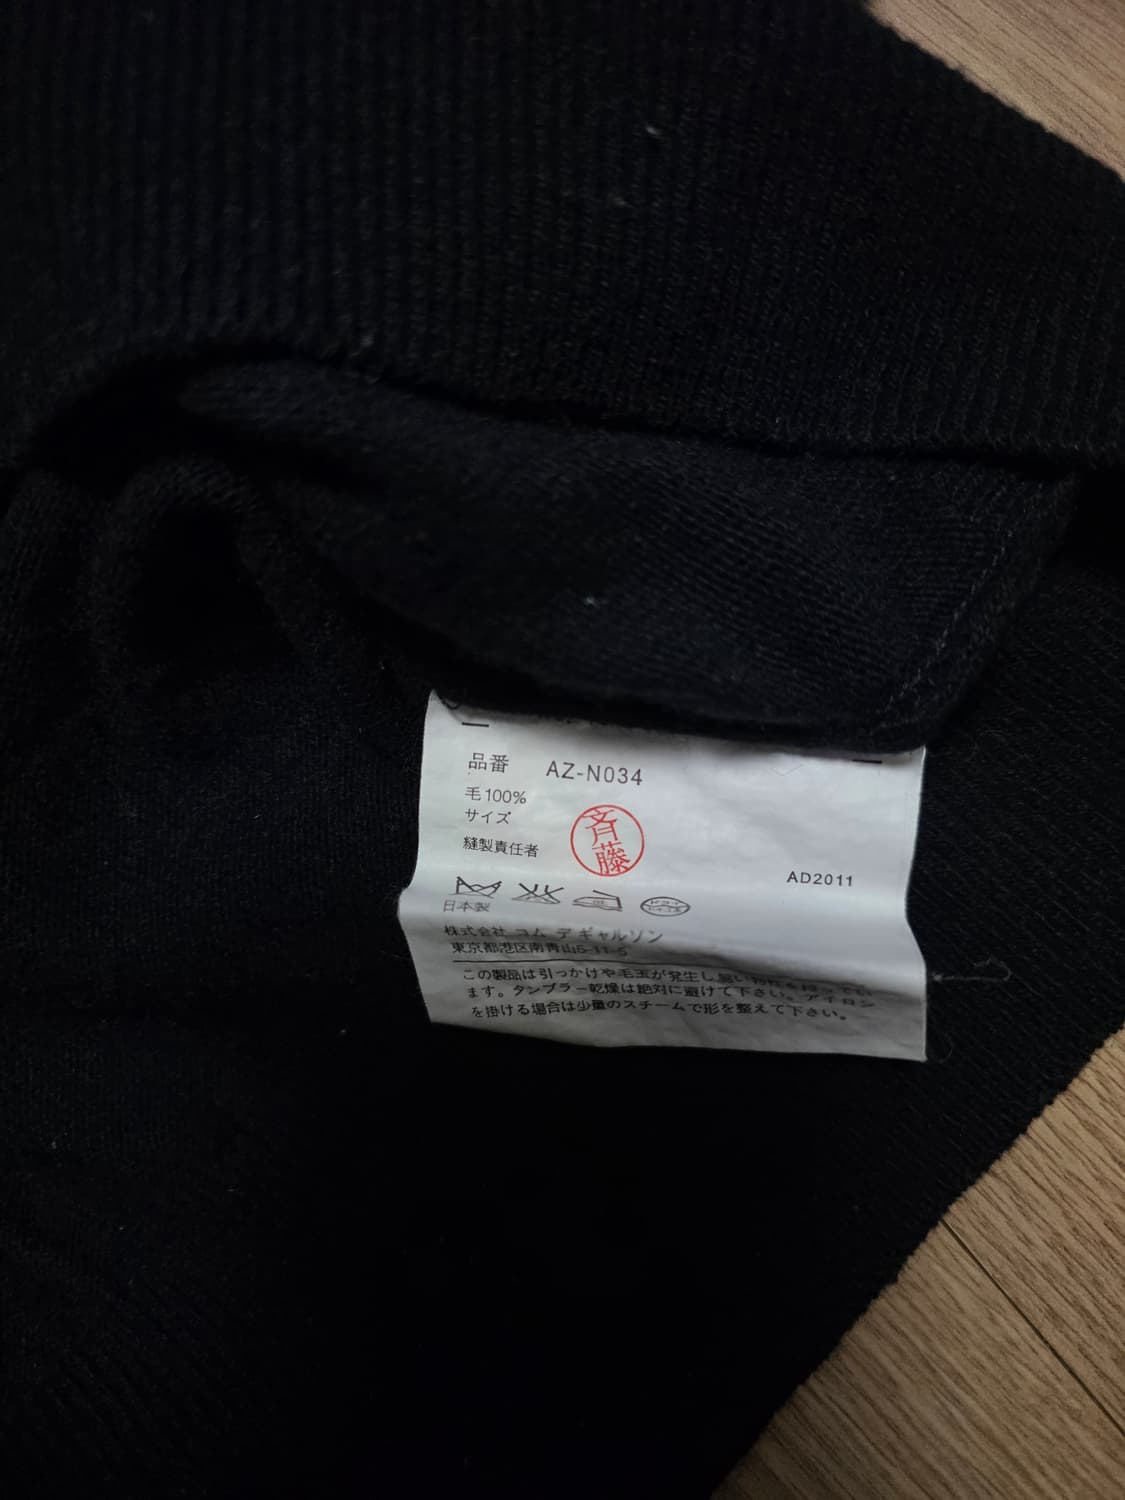 品番 AZ-N034
毛100%
サイズ
縫製責任者
斉藤
AD2011
日本製
株式会社 コム デ ギャルソン
東京都港区南青山5-11-5
この製品は引っかけや毛玉が発生し易い
ます。タンブラー乾燥は絶対に避けて下さい。アイロン
を掛ける場合は少量のスチームで形を整えて下さい。